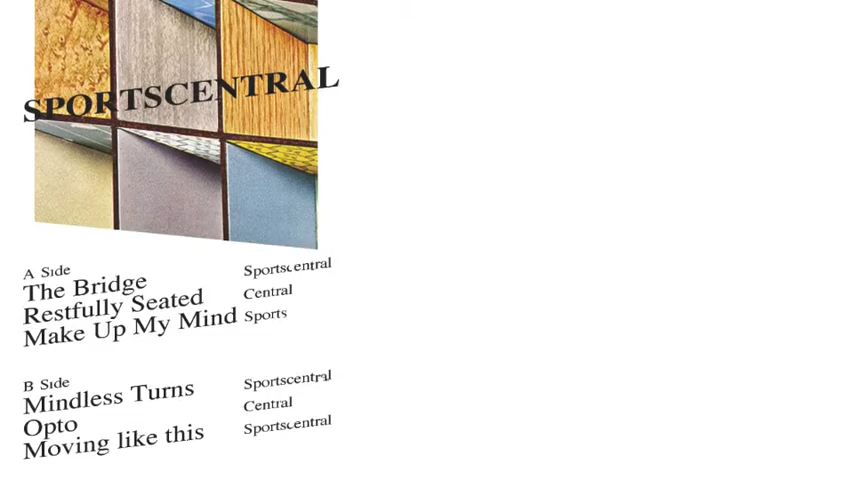 SPORTSCENTRAL
A Side
The Bridge Sportscentral
Restfully Seated Central
Make Up My Mind Sports
B Side
Mindless Turns Sportscentral
Opto Central
Moving like this Sportscentral